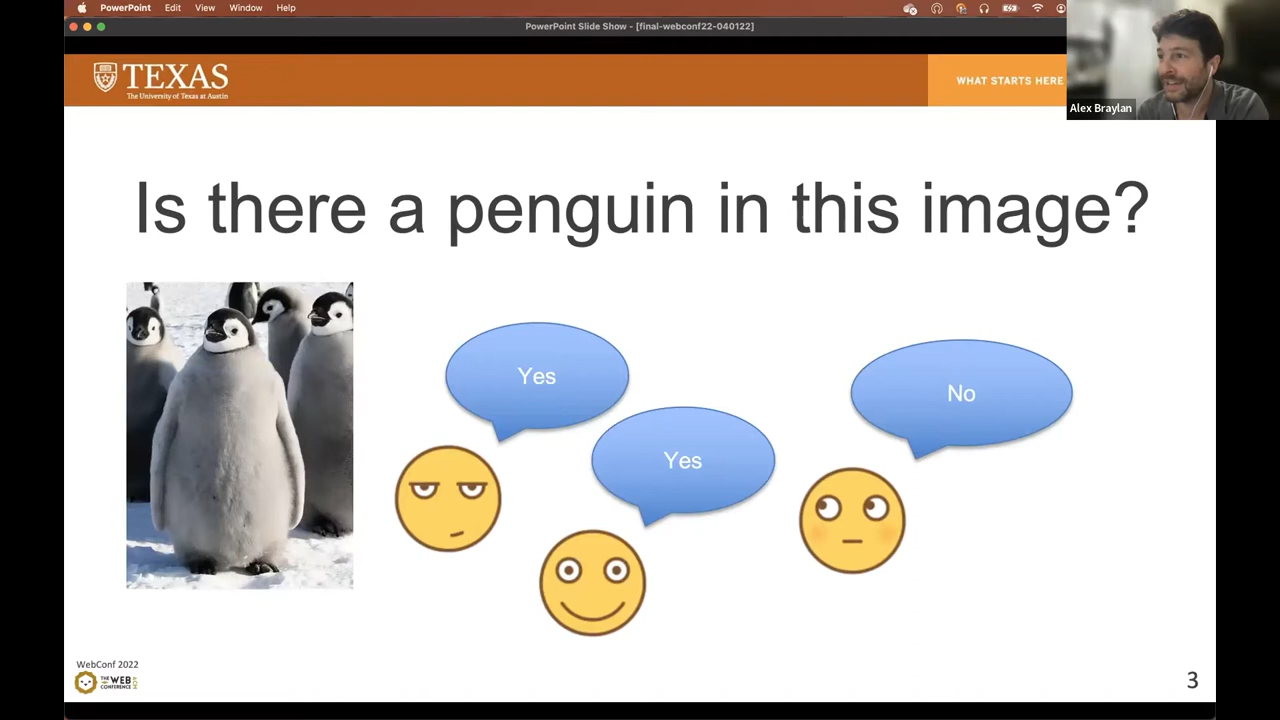 PowerPoint Edit View Window Help
PowerPoint Slide Show - [final-webconf22-040122]
TEXAS
The University of Texas at Austin
WHAT STARTS HERE
Alex Braylan
Is there a penguin in this image?
Yes
No
Yes
WebConf 2022
THE WEB CONFERENCE
3